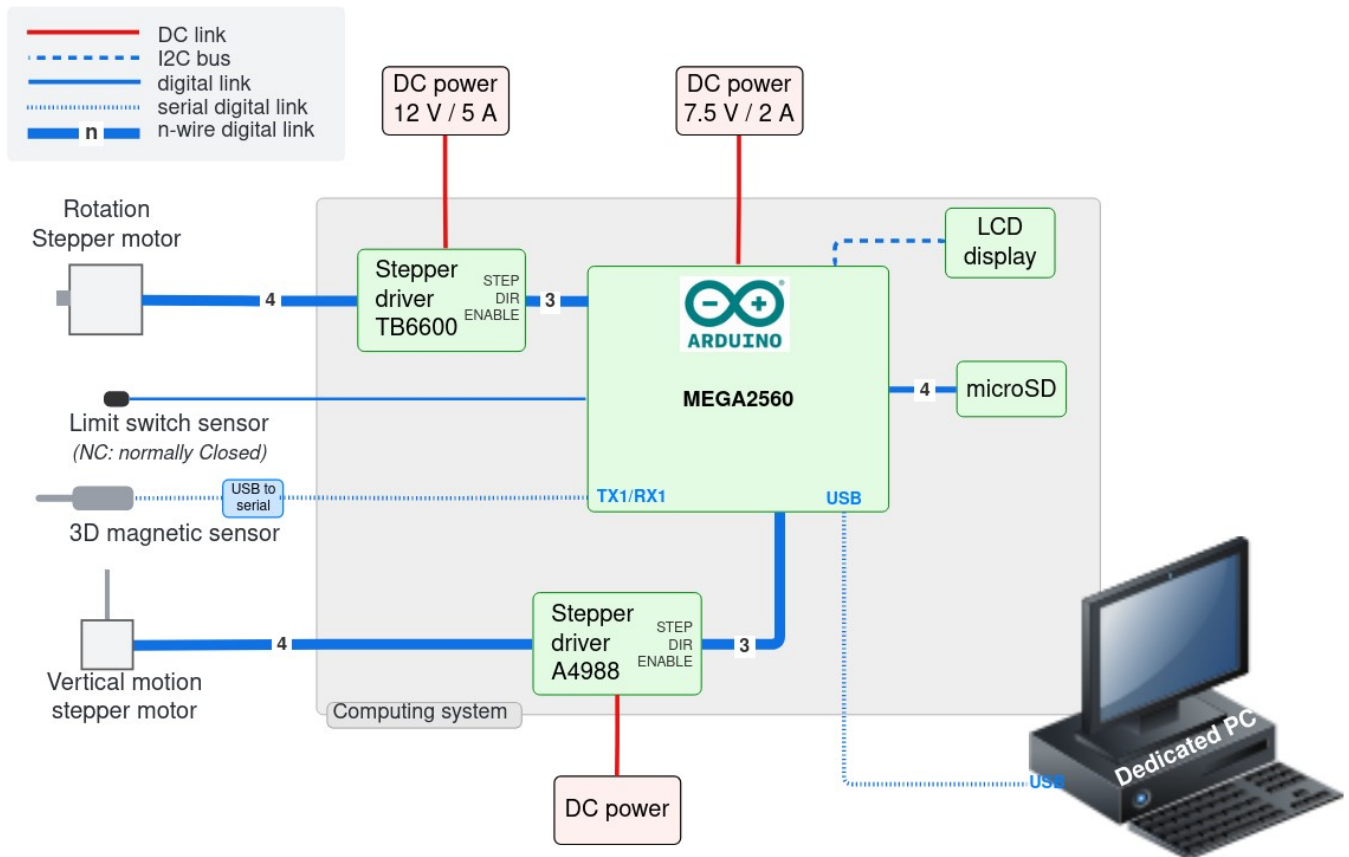 DC link
I2C bus
digital link
serial digital link
n
n-wire digital link
DC power
12 V / 5 A
DC power
7.5 V / 2 A
Rotation
Stepper motor
4
Stepper
driver
TB6600
STEP
DIR
ENABLE
3
LCD
display
ARDUINO
MEGA2560
4
microSD
Limit switch sensor
(NC: normally Closed)
USB to
serial
TX1/RX1
USB
3D magnetic sensor
4
Stepper
driver
A4988
STEP
DIR
ENABLE
3
Vertical motion
stepper motor
Computing system
DC power
Dedicated PC
USB